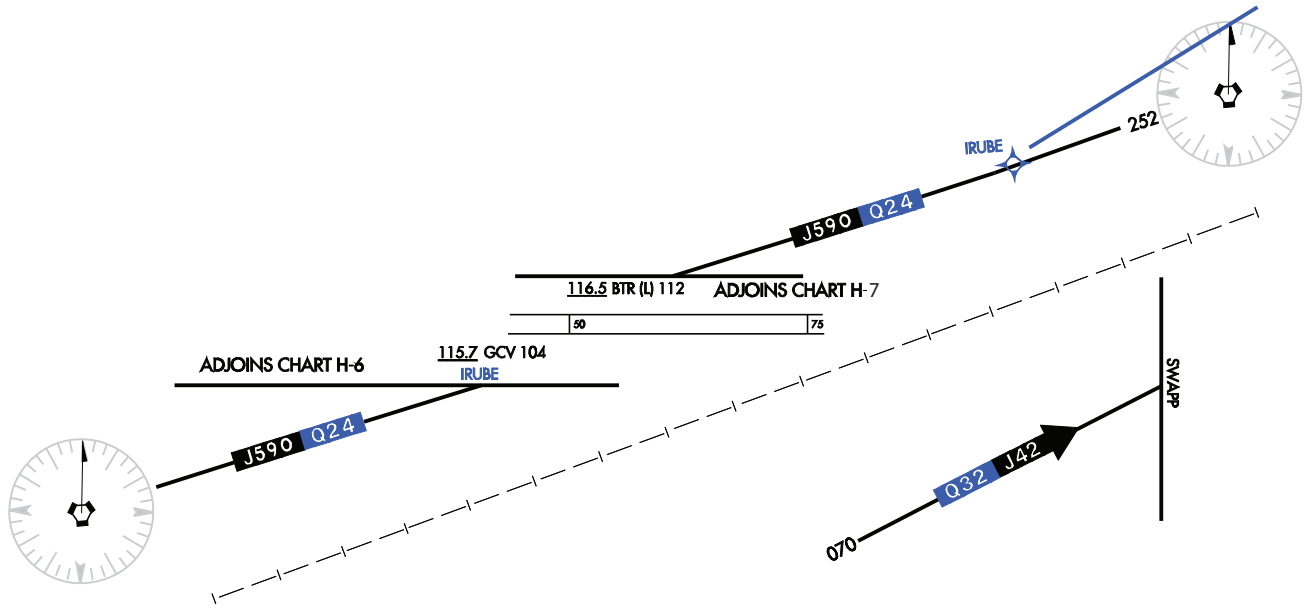 252
IRUBE
J590 Q24
116.5 BTR (L) 112 ADJOINS CHART H-7
50 75
115.7 GCV 104
ADJOINS CHART H-6
IRUBE
SWAPP
J590 Q24
Q32 J42
070